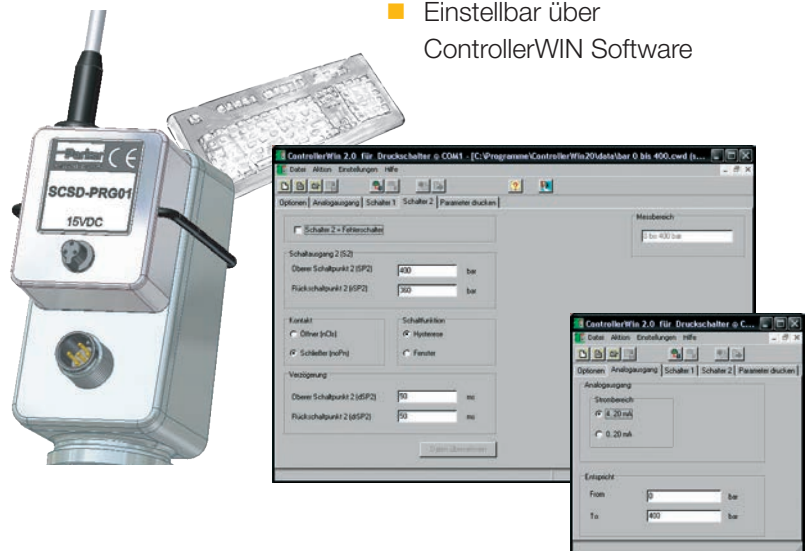 Einstellbar über
ControllerWIN Software
Parker CE
SCSD-PRG01
15VDC
ControllerWin 2.0 für Druckschalter @ COM1 - [C:\Programme\ControllerWin20\data\bar 0 bis 400.cwd (s...
Datei Aktion Einstellungen Hilfe
Optionen Analogausgang Schalter 1 Schalter 2 Parameter drucken
Schalter 2 = Fehlerschalter
Messbereich
0 bis 400 bar
Schaltausgang 2 (S2)
Oberer Schaltpunkt 2 (SP2) 400 bar
Rückschaltpunkt 2 (rSP2) 360 bar
Kontakt
Öffner (nClo)
Schließer (noPn)
Schaltfunktion
Hysterese
Fenster
Verzögerung
Oberer Schaltpunkt 2 (dSP2) 50 ms
Rückschaltpunkt 2 (drSP2) 50 ms
Daten übernehmen
ControllerWin 2.0 für Druckschalter @ C...
Datei Aktion Einstellungen Hilfe
Optionen Analogausgang Schalter 1 Schalter 2 Parameter drucken
Analogausgang
Strombereich
4..20 mA
0..20 mA
Entspricht
From 0 bar
To 400 bar